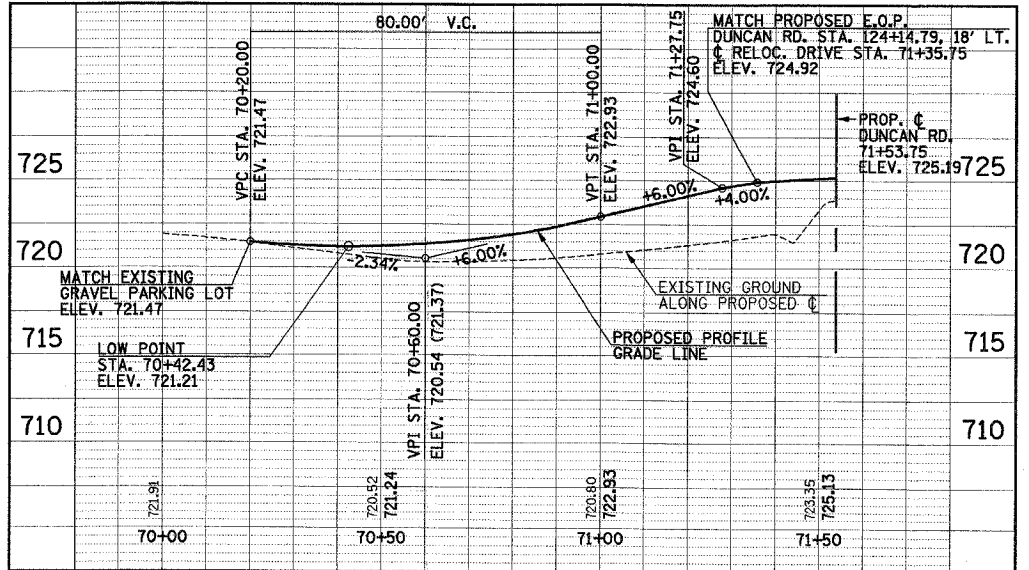 80.00' V.C.
VPC STA. 70+20.00
ELEV. 721.47
VPT STA. 71+00.00
ELEV. 722.93
VPI STA. 71+27.75
ELEV. 724.60
MATCH PROPOSED E.O.P.
DUNCAN RD. STA. 124+14.79, 18' LT.
℄ RELOC. DRIVE STA. 71+35.75
ELEV. 724.92
PROP. ℄
DUNCAN RD.
71+53.75
ELEV. 725.19
725
725
+6.00%
+4.00%
720
720
-2.34%
+6.00%
MATCH EXISTING
GRAVEL PARKING LOT
ELEV. 721.47
EXISTING GROUND
ALONG PROPOSED ℄
715
715
LOW POINT
STA. 70+42.43
ELEV. 721.21
PROPOSED PROFILE
GRADE LINE
VPI STA. 70+60.00
ELEV. 720.54 (721.37)
710
710
721.91
720.52
721.24
720.80
722.93
723.35
725.13
70+00
70+50
71+00
71+50